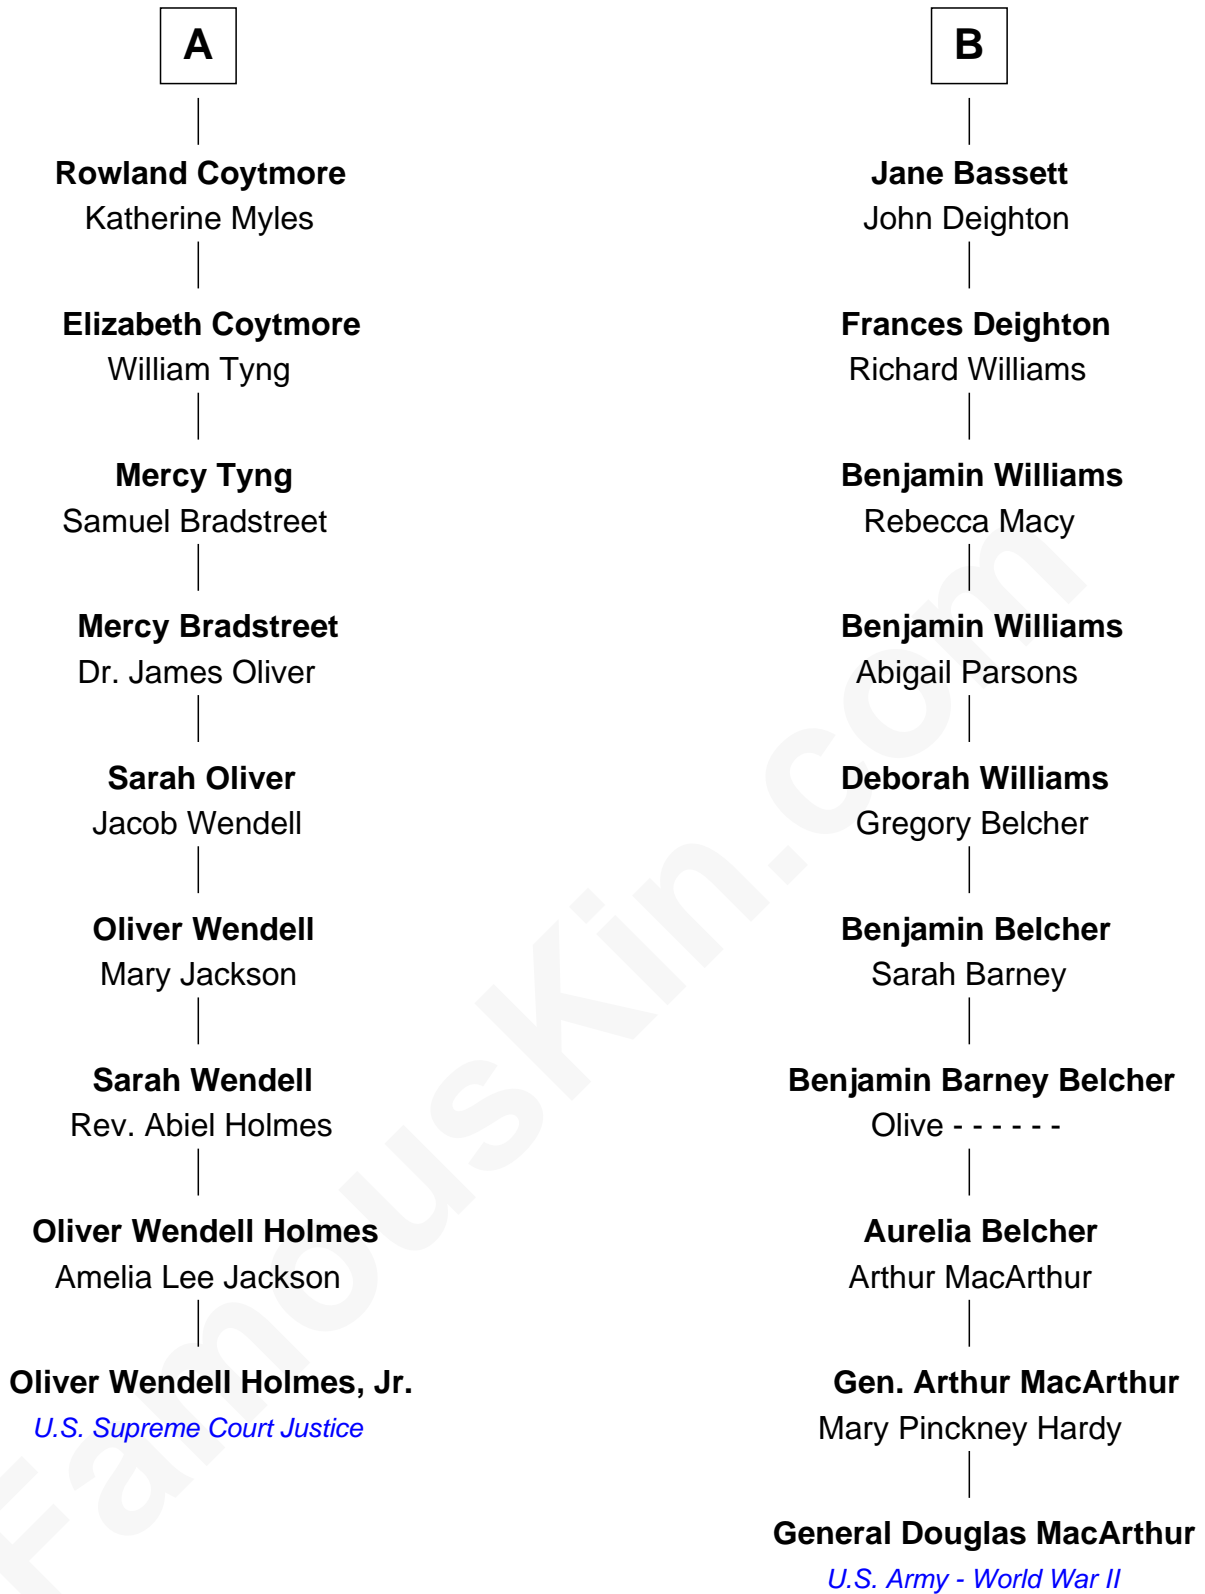 A
Rowland Coytmore
Katherine Myles
Elizabeth Coytmore
William Tyng
Mercy Tyng
Samuel Bradstreet
Mercy Bradstreet
Dr. James Oliver
Sarah Oliver
Jacob Wendell
Oliver Wendell
Mary Jackson
Sarah Wendell
Rev. Abiel Holmes
Oliver Wendell Holmes
Amelia Lee Jackson
Oliver Wendell Holmes, Jr.
U.S. Supreme Court Justice
B
Jane Bassett
John Deighton
Frances Deighton
Richard Williams
Benjamin Williams
Rebecca Macy
Benjamin Williams
Abigail Parsons
Deborah Williams
Gregory Belcher
Benjamin Belcher
Sarah Barney
Benjamin Barney Belcher
Olive - - - - - -
Aurelia Belcher
Arthur MacArthur
Gen. Arthur MacArthur
Mary Pinckney Hardy
General Douglas MacArthur
U.S. Army - World War II
FamousKin.com